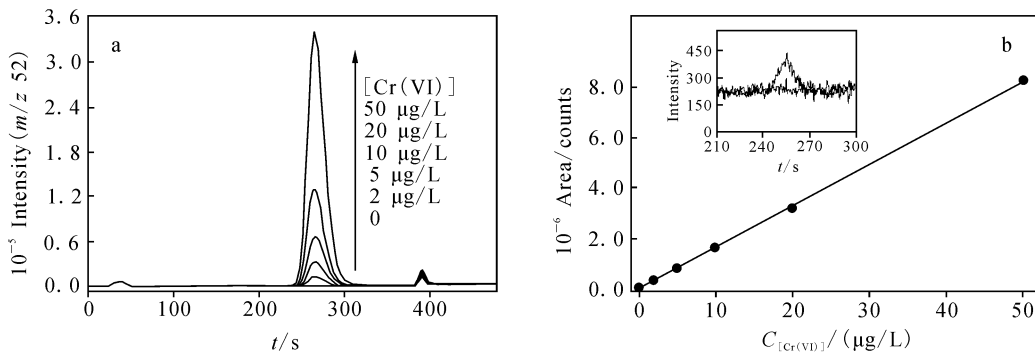 a
10⁻⁵ Intensity (m/z 52)
3.6
3.0
2.4
1.8
1.2
0.6
0.0
[Cr(VI)]
50 μg/L
20 μg/L
10 μg/L
5 μg/L
2 μg/L
0
0 100 200 300 400
t/s
b
10⁻⁶ Area/counts
8.0
6.0
4.0
2.0
0.0
Intensity
450
300
150
0
210 240 270 300
t/s
0 10 20 30 40 50
C[Cr(VI)]/(μg/L)